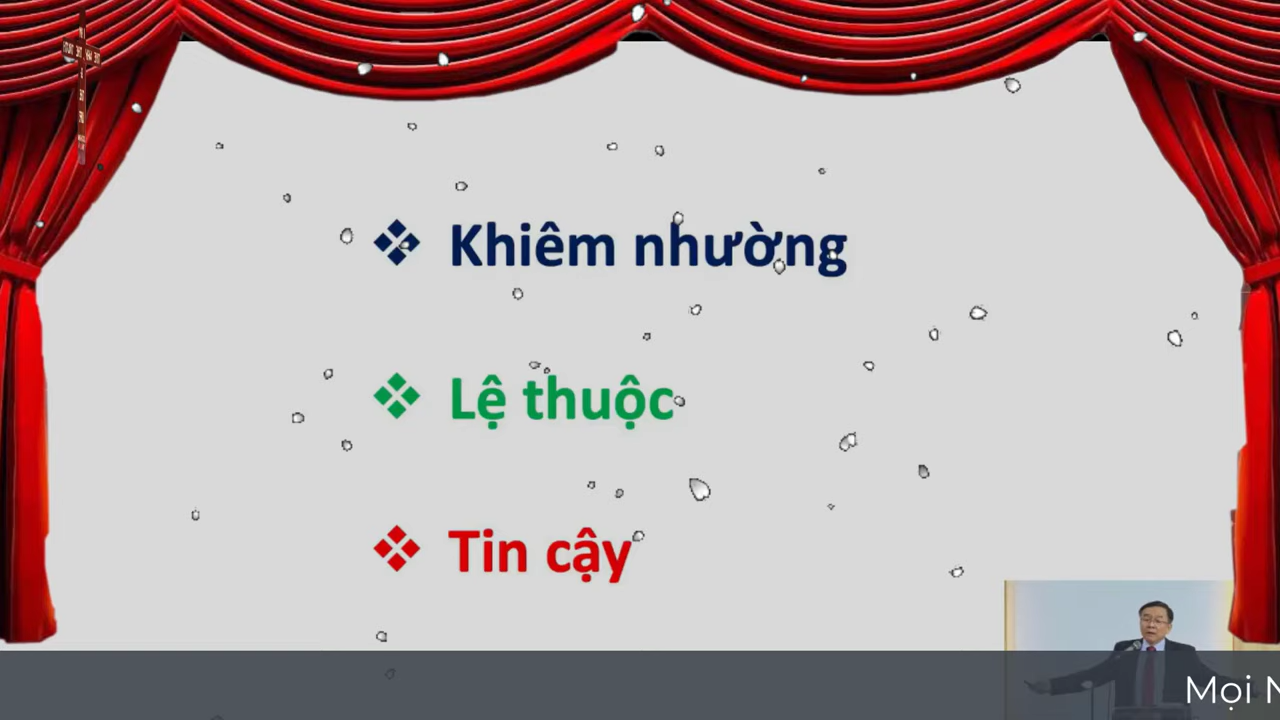 Khiêm nhường
Lệ thuộc
Tin cậy
Mọi